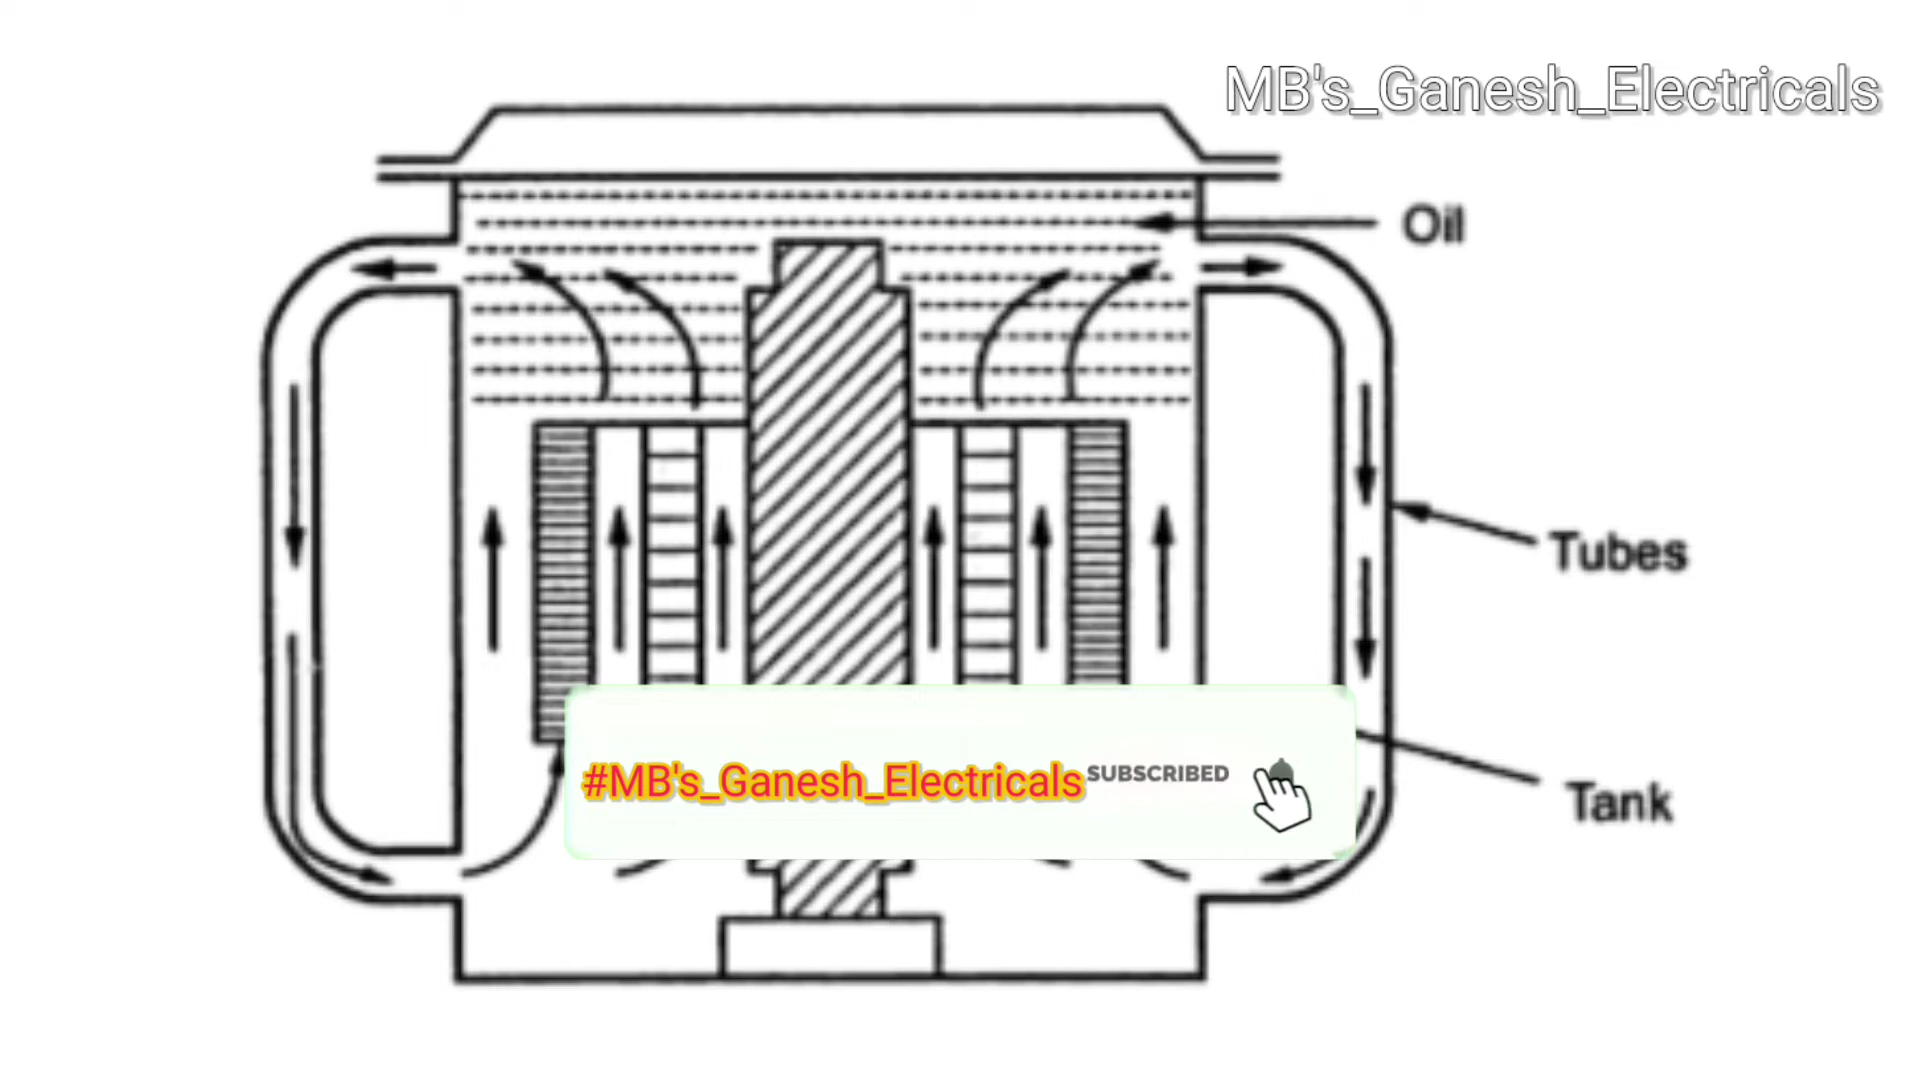 MB's_Ganesh_Electricals
Oil
Tubes
Tank
#MB's_Ganesh_Electricals SUBSCRIBED